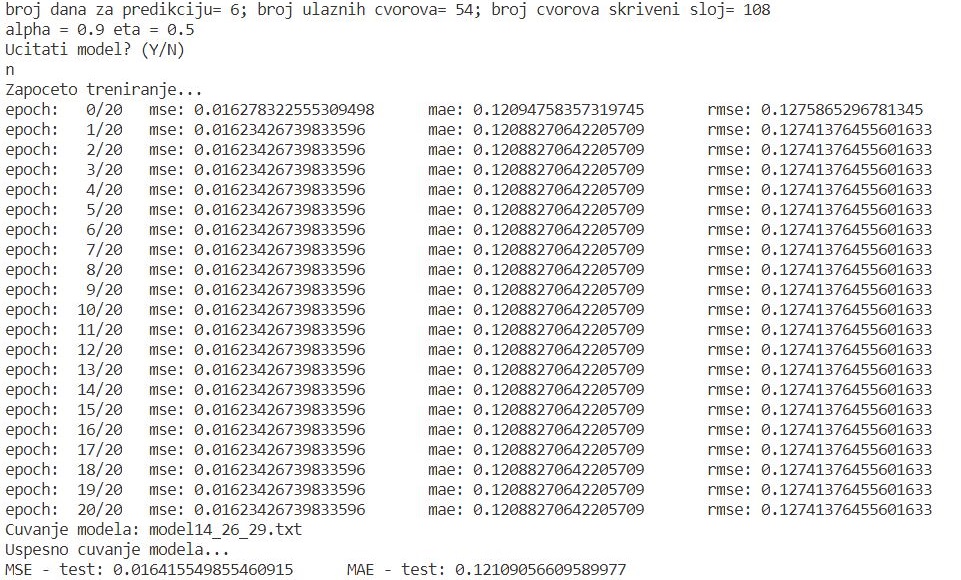 broj dana za predikciju= 6; broj ulaznih cvorova= 54; broj cvorova skriveni sloj= 108
alpha = 0.9 eta = 0.5
Ucitati model? (Y/N)
n
Zapoceto treniranje...
epoch:   0/20   mse: 0.016278322555309498      mae: 0.12094758357319745       rmse: 0.1275865296781345
epoch:   1/20   mse: 0.01623426739833596       mae: 0.12088270642205709       rmse: 0.12741376455601633
epoch:   2/20   mse: 0.01623426739833596       mae: 0.12088270642205709       rmse: 0.12741376455601633
epoch:   3/20   mse: 0.01623426739833596       mae: 0.12088270642205709       rmse: 0.12741376455601633
epoch:   4/20   mse: 0.01623426739833596       mae: 0.12088270642205709       rmse: 0.12741376455601633
epoch:   5/20   mse: 0.01623426739833596       mae: 0.12088270642205709       rmse: 0.12741376455601633
epoch:   6/20   mse: 0.01623426739833596       mae: 0.12088270642205709       rmse: 0.12741376455601633
epoch:   7/20   mse: 0.01623426739833596       mae: 0.12088270642205709       rmse: 0.12741376455601633
epoch:   8/20   mse: 0.01623426739833596       mae: 0.12088270642205709       rmse: 0.12741376455601633
epoch:   9/20   mse: 0.01623426739833596       mae: 0.12088270642205709       rmse: 0.12741376455601633
epoch:  10/20   mse: 0.01623426739833596       mae: 0.12088270642205709       rmse: 0.12741376455601633
epoch:  11/20   mse: 0.01623426739833596       mae: 0.12088270642205709       rmse: 0.12741376455601633
epoch:  12/20   mse: 0.01623426739833596       mae: 0.12088270642205709       rmse: 0.12741376455601633
epoch:  13/20   mse: 0.01623426739833596       mae: 0.12088270642205709       rmse: 0.12741376455601633
epoch:  14/20   mse: 0.01623426739833596       mae: 0.12088270642205709       rmse: 0.12741376455601633
epoch:  15/20   mse: 0.01623426739833596       mae: 0.12088270642205709       rmse: 0.12741376455601633
epoch:  16/20   mse: 0.01623426739833596       mae: 0.12088270642205709       rmse: 0.12741376455601633
epoch:  17/20   mse: 0.01623426739833596       mae: 0.12088270642205709       rmse: 0.12741376455601633
epoch:  18/20   mse: 0.01623426739833596       mae: 0.12088270642205709       rmse: 0.12741376455601633
epoch:  19/20   mse: 0.01623426739833596       mae: 0.12088270642205709       rmse: 0.12741376455601633
epoch:  20/20   mse: 0.01623426739833596       mae: 0.12088270642205709       rmse: 0.12741376455601633
Cuvanje modela: model14_26_29.txt
Uspesno cuvanje modela...
MSE - test: 0.016415549855460915      MAE - test: 0.12109056609589977